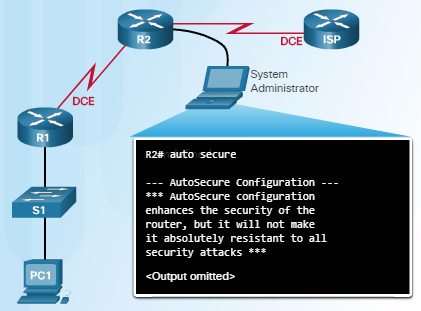 R2
DCE
ISP
System
Administrator
DCE
R1
S1
PC1
R2# auto secure
--- AutoSecure Configuration ---
*** AutoSecure configuration
enhances the security of the
router, but it will not make
it absolutely resistant to all
security attacks ***
<Output omitted>